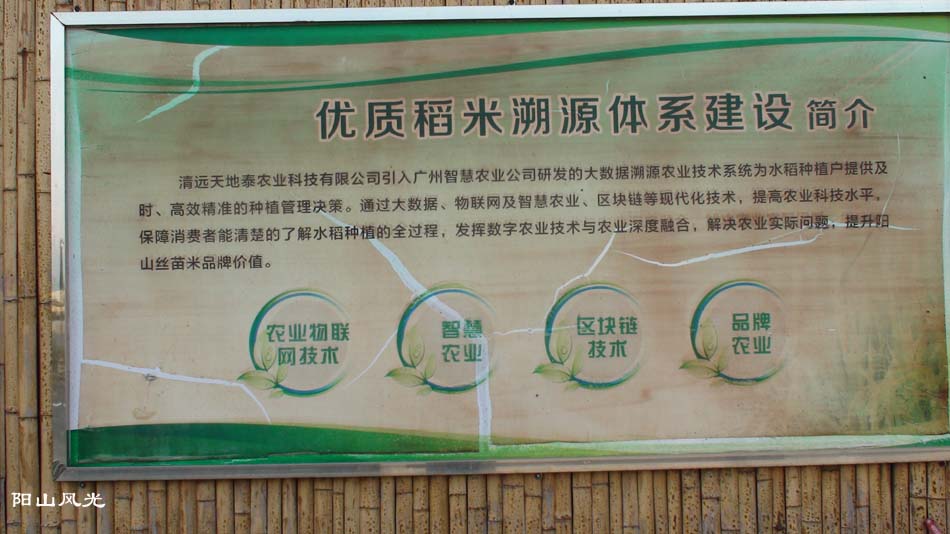 优质稻米溯源体系建设 简介
清远天地泰农业科技有限公司引入广州智慧农业公司研发的大数据溯源农业技术系统为水稻种植户提供及
时、高效精准的种植管理决策。通过大数据、物联网及智慧农业、区块链等现代化技术，提高农业科技水平，
保障消费者能清楚的了解水稻种植的全过程，发挥数字农业技术与农业深度融合，解决农业实际问题，提升阳
山丝苗米品牌价值。
农业物联
网技术
智慧
农业
区块链
技术
品牌
农业
阳山风光